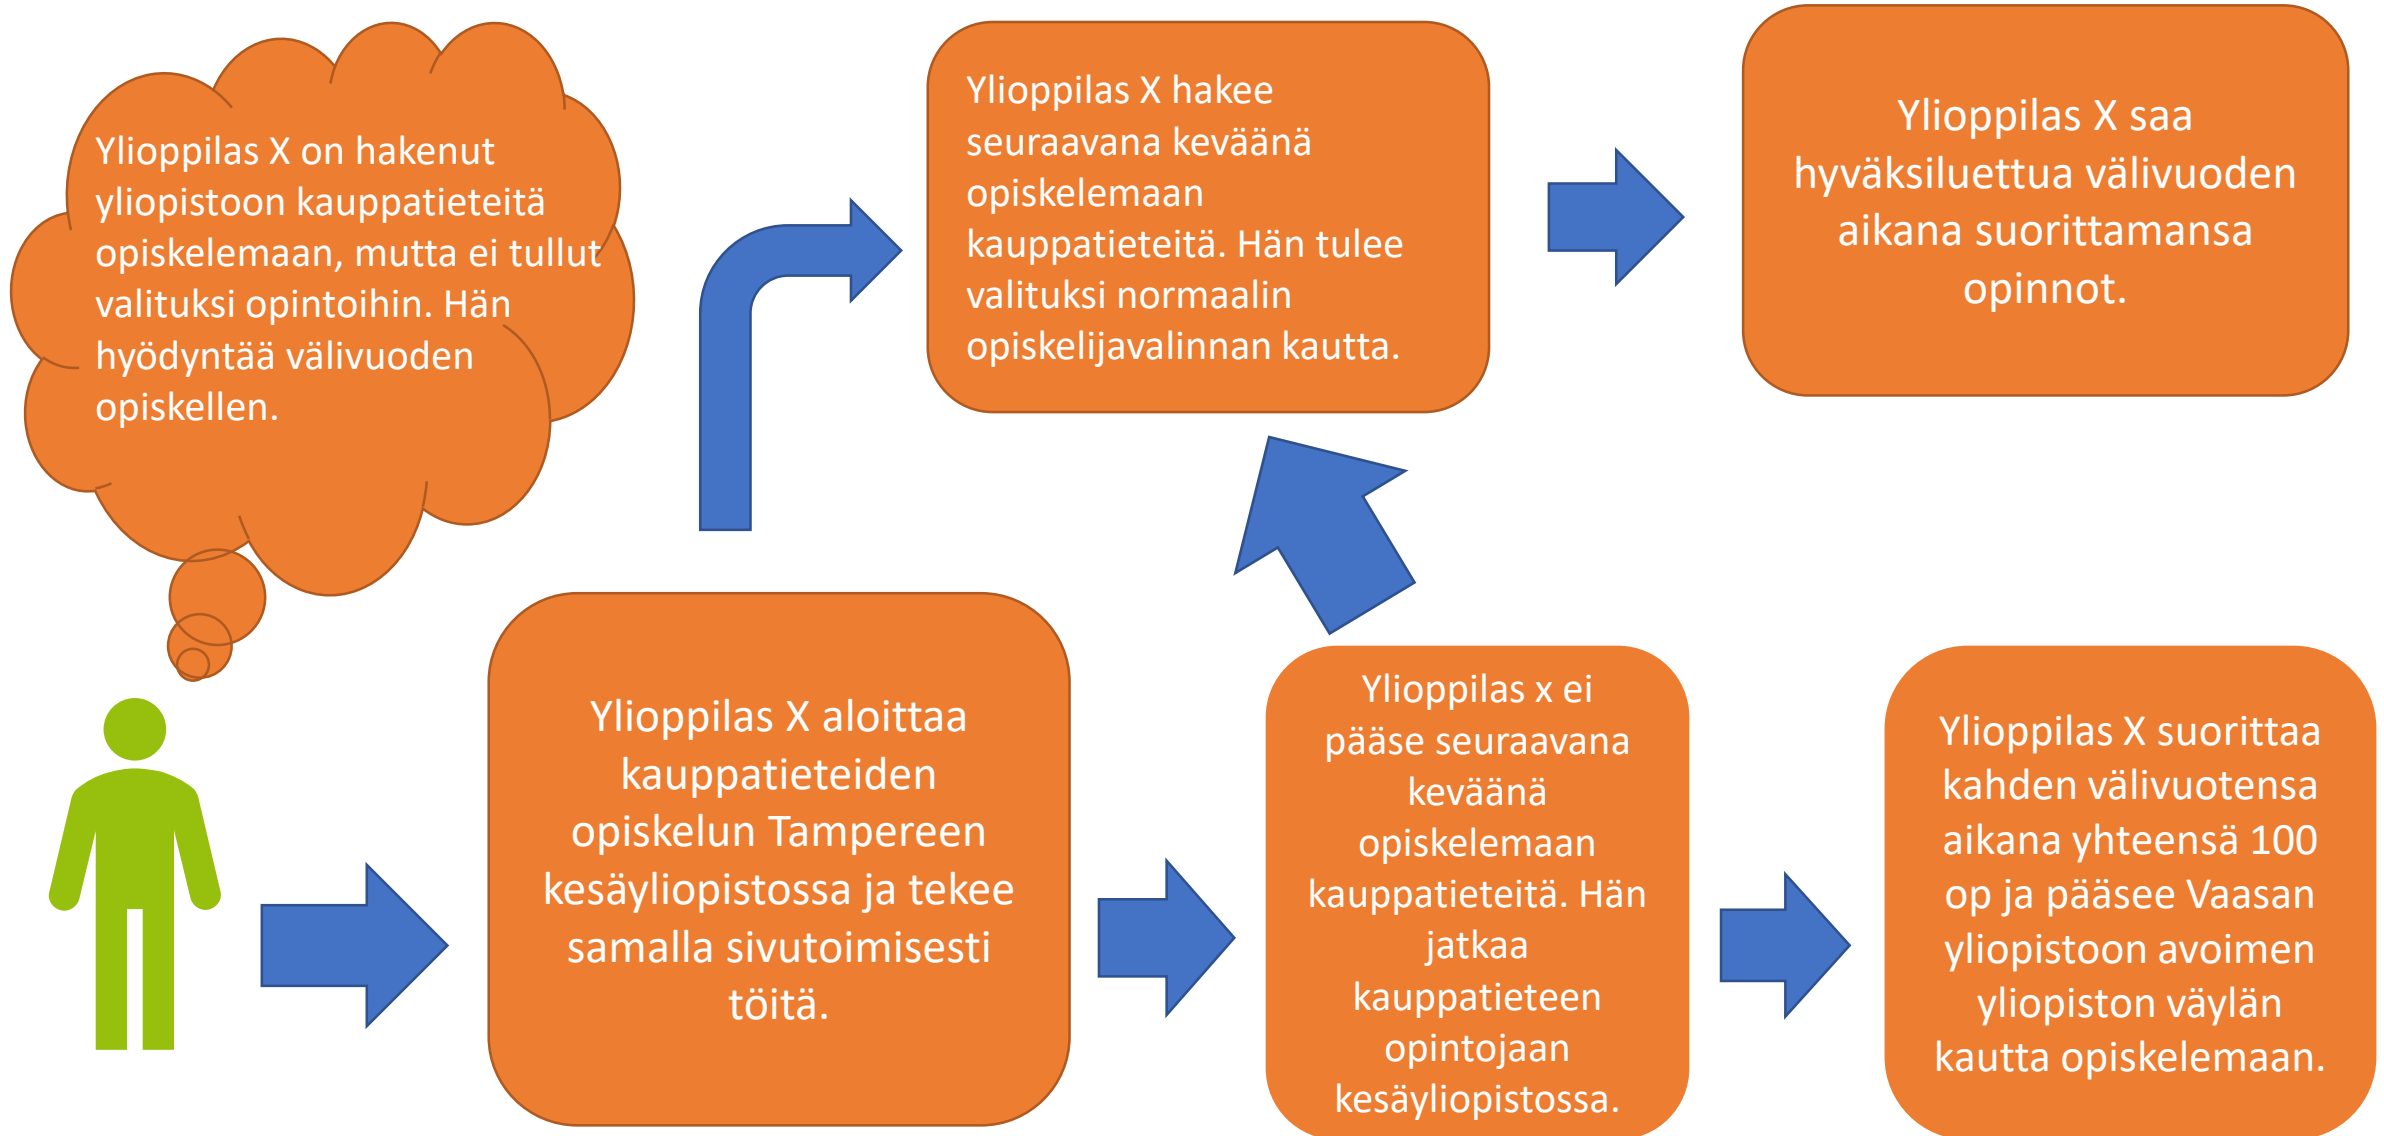 Ylioppilas X on hakenut
yliopistoon kauppatieteitä
opiskelemaan, mutta ei tullut
valituksi opintoihin. Hän
hyödyntää välivuoden
opiskellen.
Ylioppilas X hakee
seuraavana keväänä
opiskelemaan
kauppatieteitä. Hän tulee
valituksi normaalin
opiskelijavalinnan kautta.
Ylioppilas X saa
hyväksiluettua välivuoden
aikana suorittamansa
opinnot.
Ylioppilas X aloittaa
kauppatieteiden
opiskelun Tampereen
kesäyliopistossa ja tekee
samalla sivutoimisesti
töitä.
Ylioppilas x ei
pääse seuraavana
keväänä
opiskelemaan
kauppatieteitä. Hän
jatkaa
kauppatieteen
opintojaan
kesäyliopistossa.
Ylioppilas X suorittaa
kahden välivuotensa
aikana yhteensä 100
op ja pääsee Vaasan
yliopistoon avoimen
yliopiston väylän
kautta opiskelemaan.